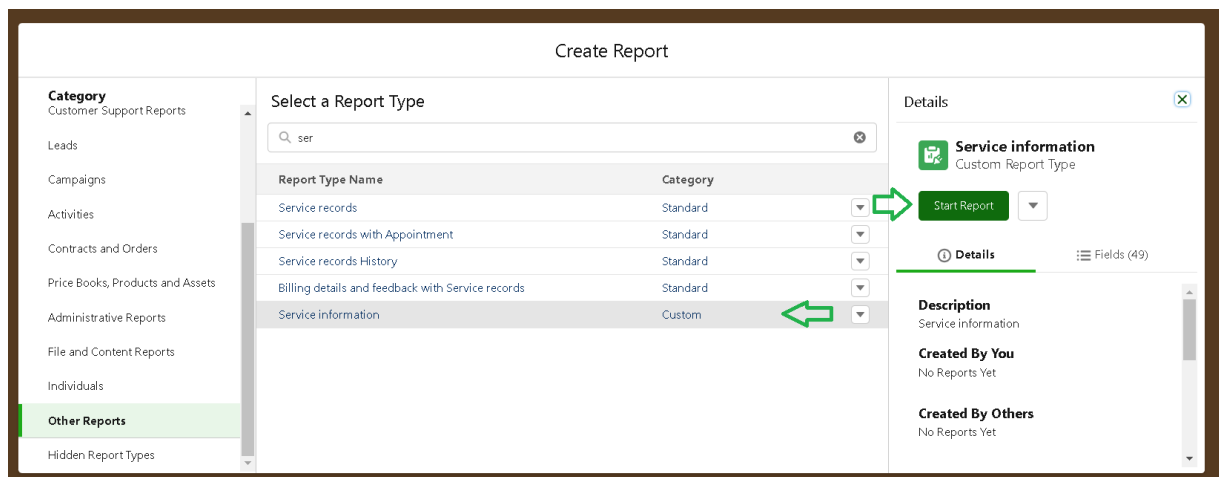 Create Report
Category
Customer Support Reports
Leads
Campaigns
Activities
Contracts and Orders
Price Books, Products and Assets
Administrative Reports
File and Content Reports
Individuals
Other Reports
Hidden Report Types
Select a Report Type
ser
Report Type Name Category
Service records Standard
Service records with Appointment Standard
Service records History Standard
Billing details and feedback with Service records Standard
Service information Custom
Details
Service information
Custom Report Type
Start Report
Details Fields (49)
Description
Service information
Created By You
No Reports Yet
Created By Others
No Reports Yet